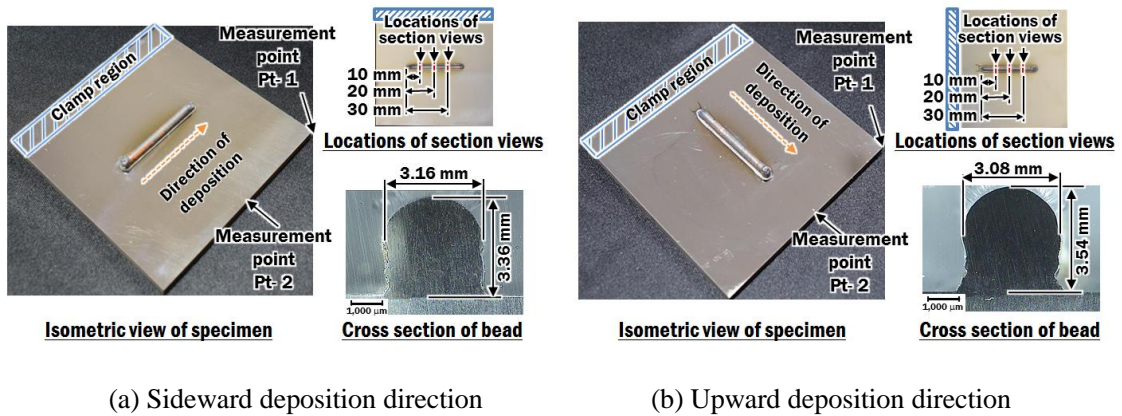 Clamp region
Direction of
deposition
Measurement
point
Pt- 1
Measurement
point
Pt- 2
Isometric view of specimen
Locations of
section views
10 mm
20 mm
30 mm
Locations of section views
3.16 mm
3.36 mm
1,000 μm
Cross section of bead
(a) Sideward deposition direction
Clamp region
Direction of
deposition
Measurement
point
Pt- 1
Measurement
point
Pt- 2
Isometric view of specimen
Locations of
section views
10 mm
20 mm
30 mm
Locations of section views
3.08 mm
3.54 mm
1,000 μm
Cross section of bead
(b) Upward deposition direction